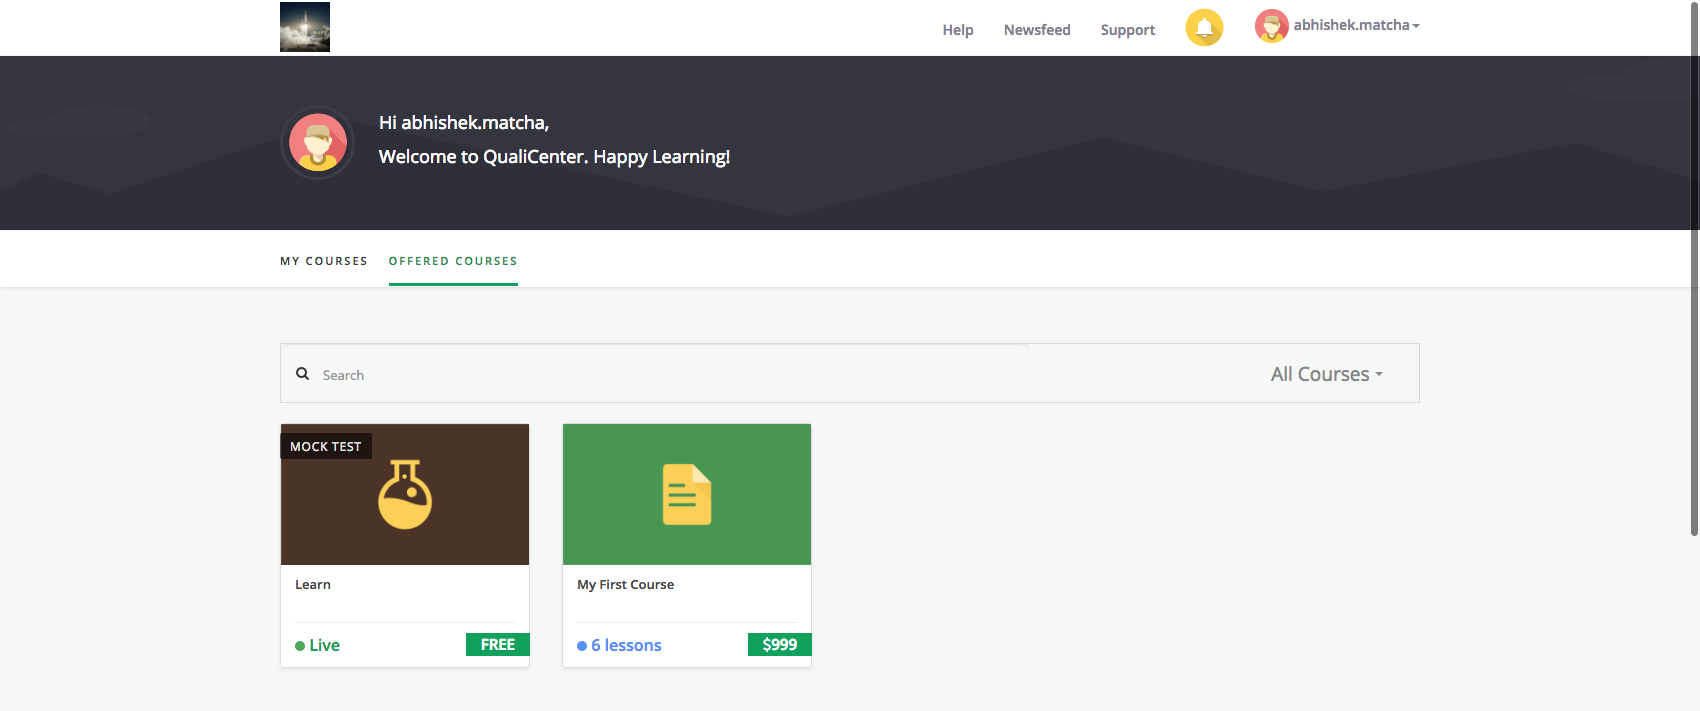 Help Newsfeed Support abhishek.matcha
Hi abhishek.matcha,
Welcome to QualiCenter. Happy Learning!
MY COURSES OFFERED COURSES
Search All Courses
MOCK TEST
Learn
Live FREE
My First Course
6 lessons $999